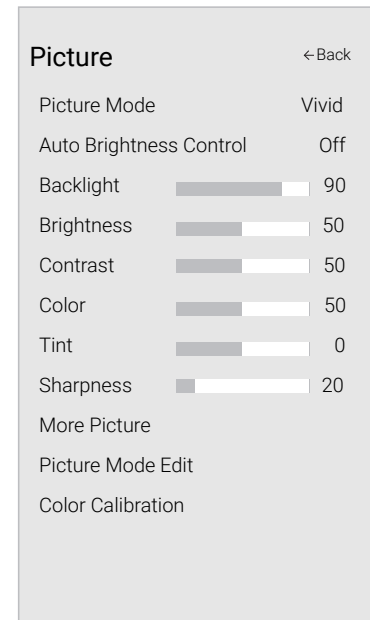 Picture ←Back
Picture Mode Vivid
Auto Brightness Control Off
Backlight 90
Brightness 50
Contrast 50
Color 50
Tint 0
Sharpness 20
More Picture
Picture Mode Edit
Color Calibration